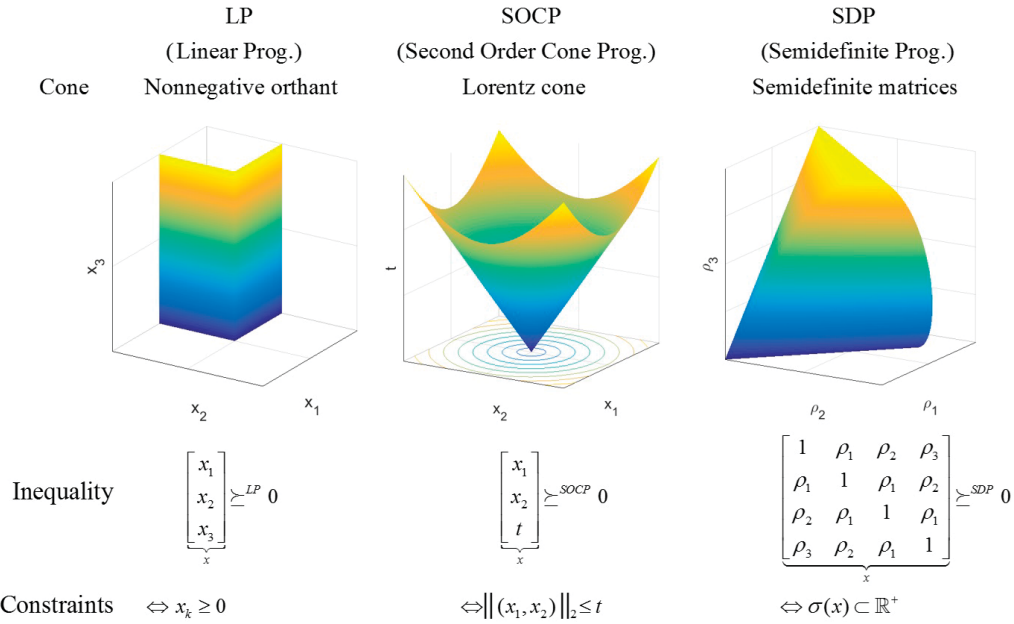 LP SOCP SDP
(Linear Prog.) (Second Order Cone Prog.) (Semidefinite Prog.)
Cone Nonnegative orthant Lorentz cone Semidefinite matrices
x₃ t ρ₃
x₂ x₁ x₂ x₁ ρ₂ ρ₁
Inequality
[x₁ x₂ x₃] ⪰^LP 0
x
[x₁ x₂ t] ⪰^SOCP 0
x
1 ρ₁ ρ₂ ρ₃
ρ₁ 1 ρ₁ ρ₂
ρ₂ ρ₁ 1 ρ₁
ρ₃ ρ₂ ρ₁ 1
⪰^SDP 0
x
Constraints ⇔ xₖ ≥ 0 ⇔ ‖(x₁, x₂)‖₂ ≤ t ⇔ σ(x) ⊂ ℝ⁺